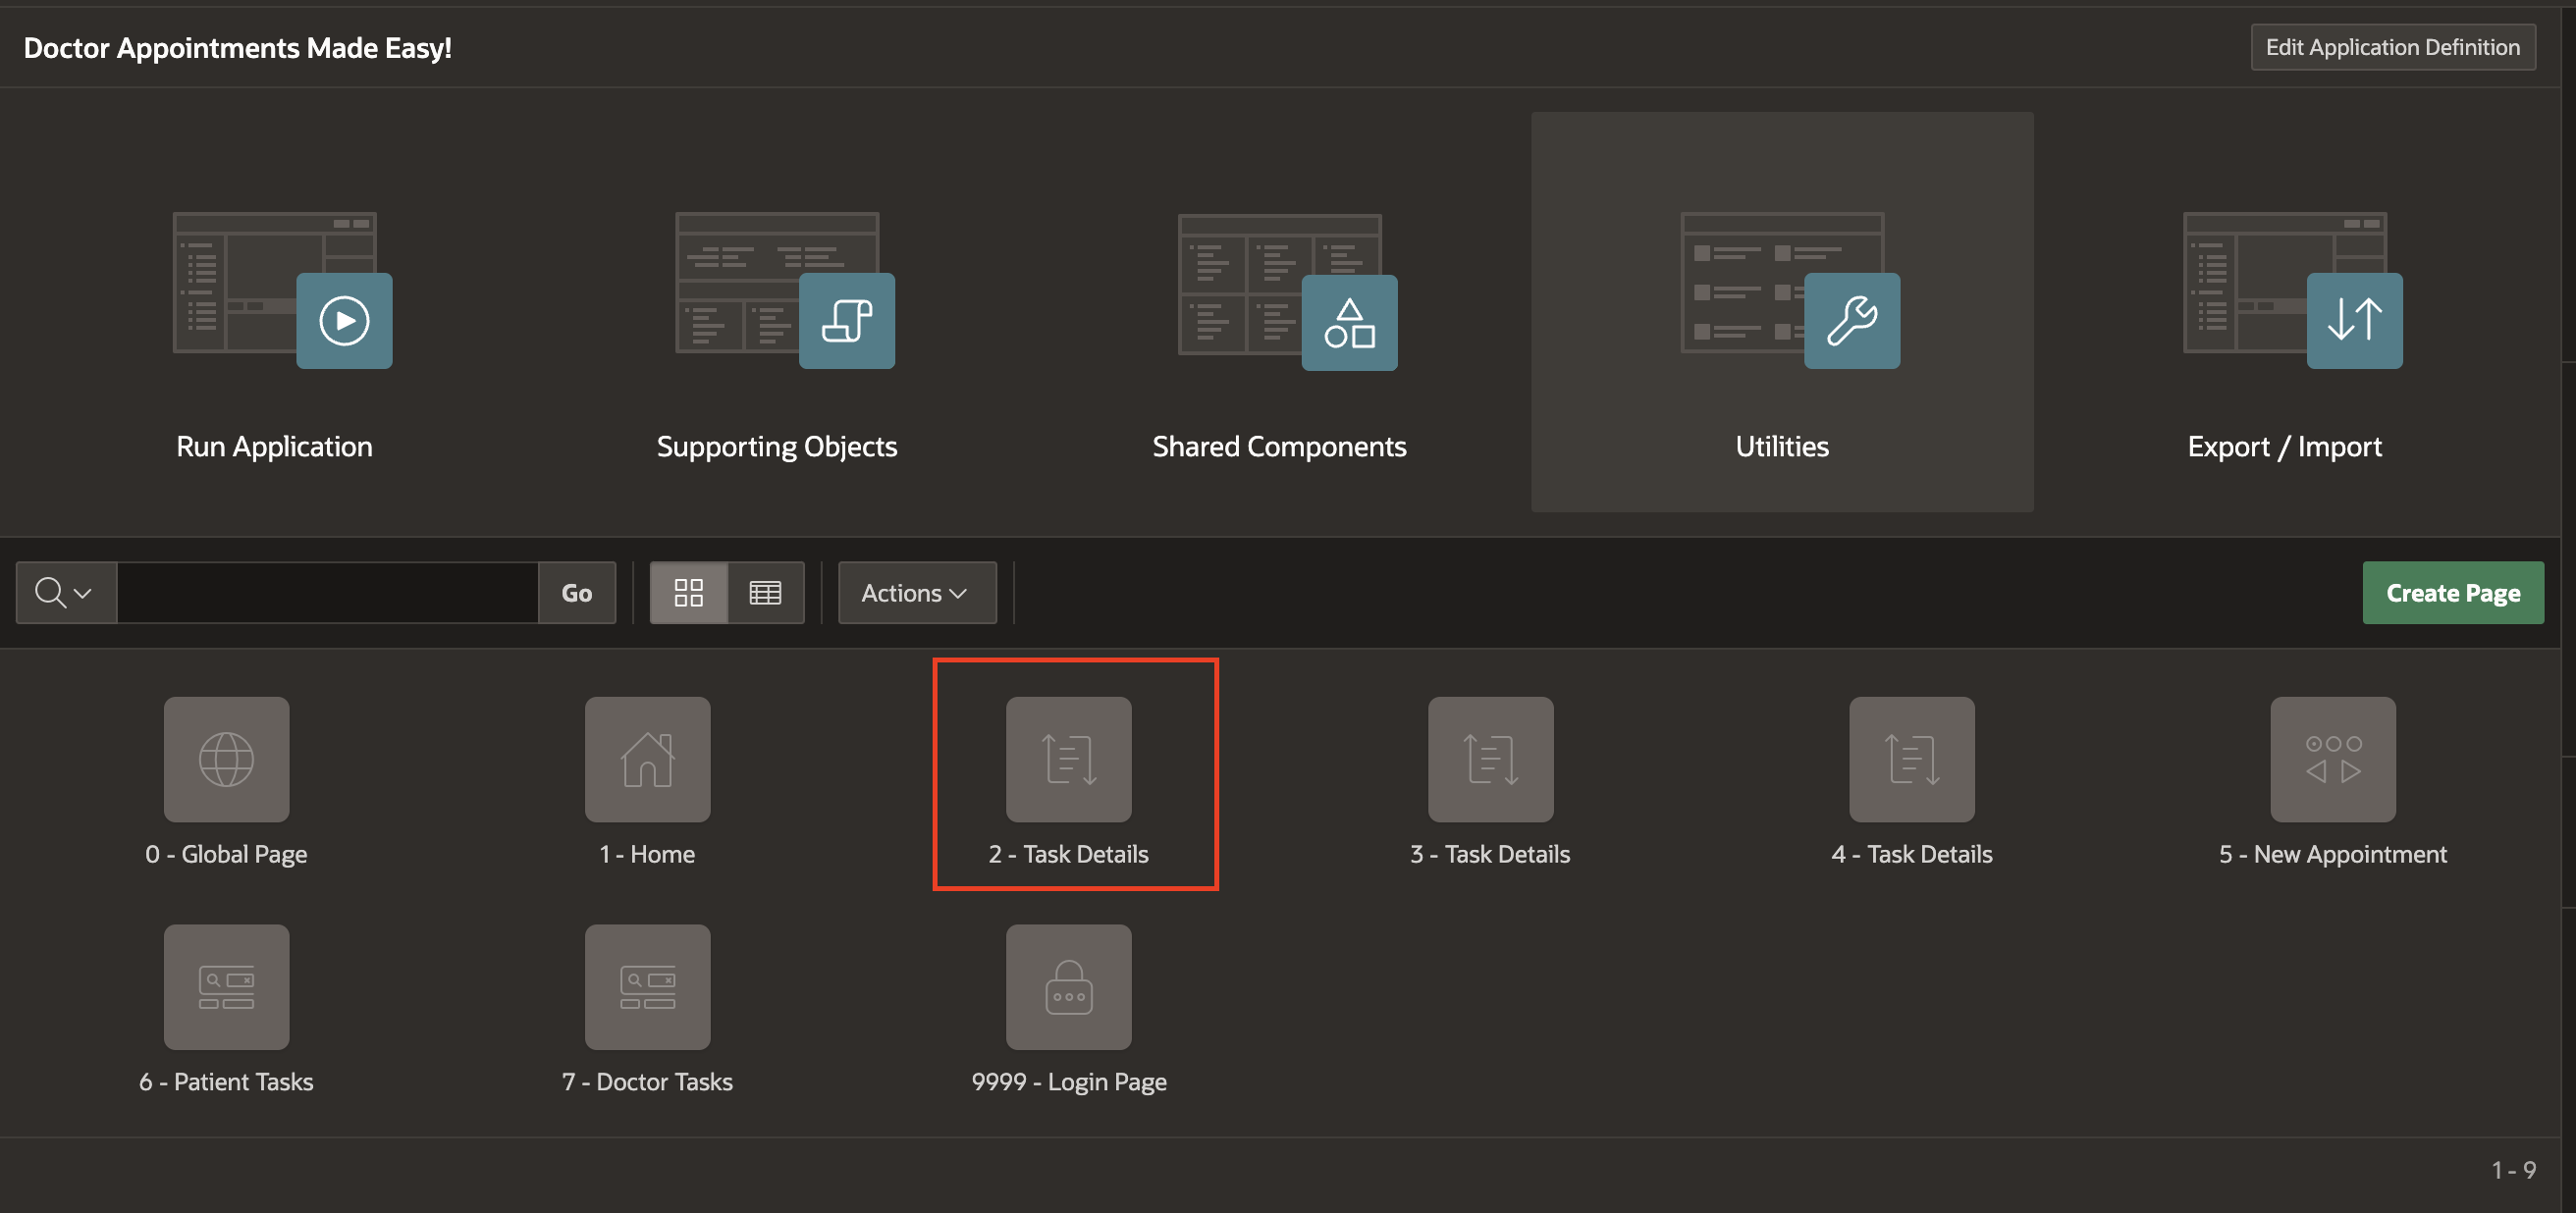 Doctor Appointments Made Easy!
Edit Application Definition
Run Application
Supporting Objects
Shared Components
Utilities
Export / Import
Go
Actions
Create Page
0 - Global Page
1 - Home
2 - Task Details
3 - Task Details
4 - Task Details
5 - New Appointment
6 - Patient Tasks
7 - Doctor Tasks
9999 - Login Page
1 - 9